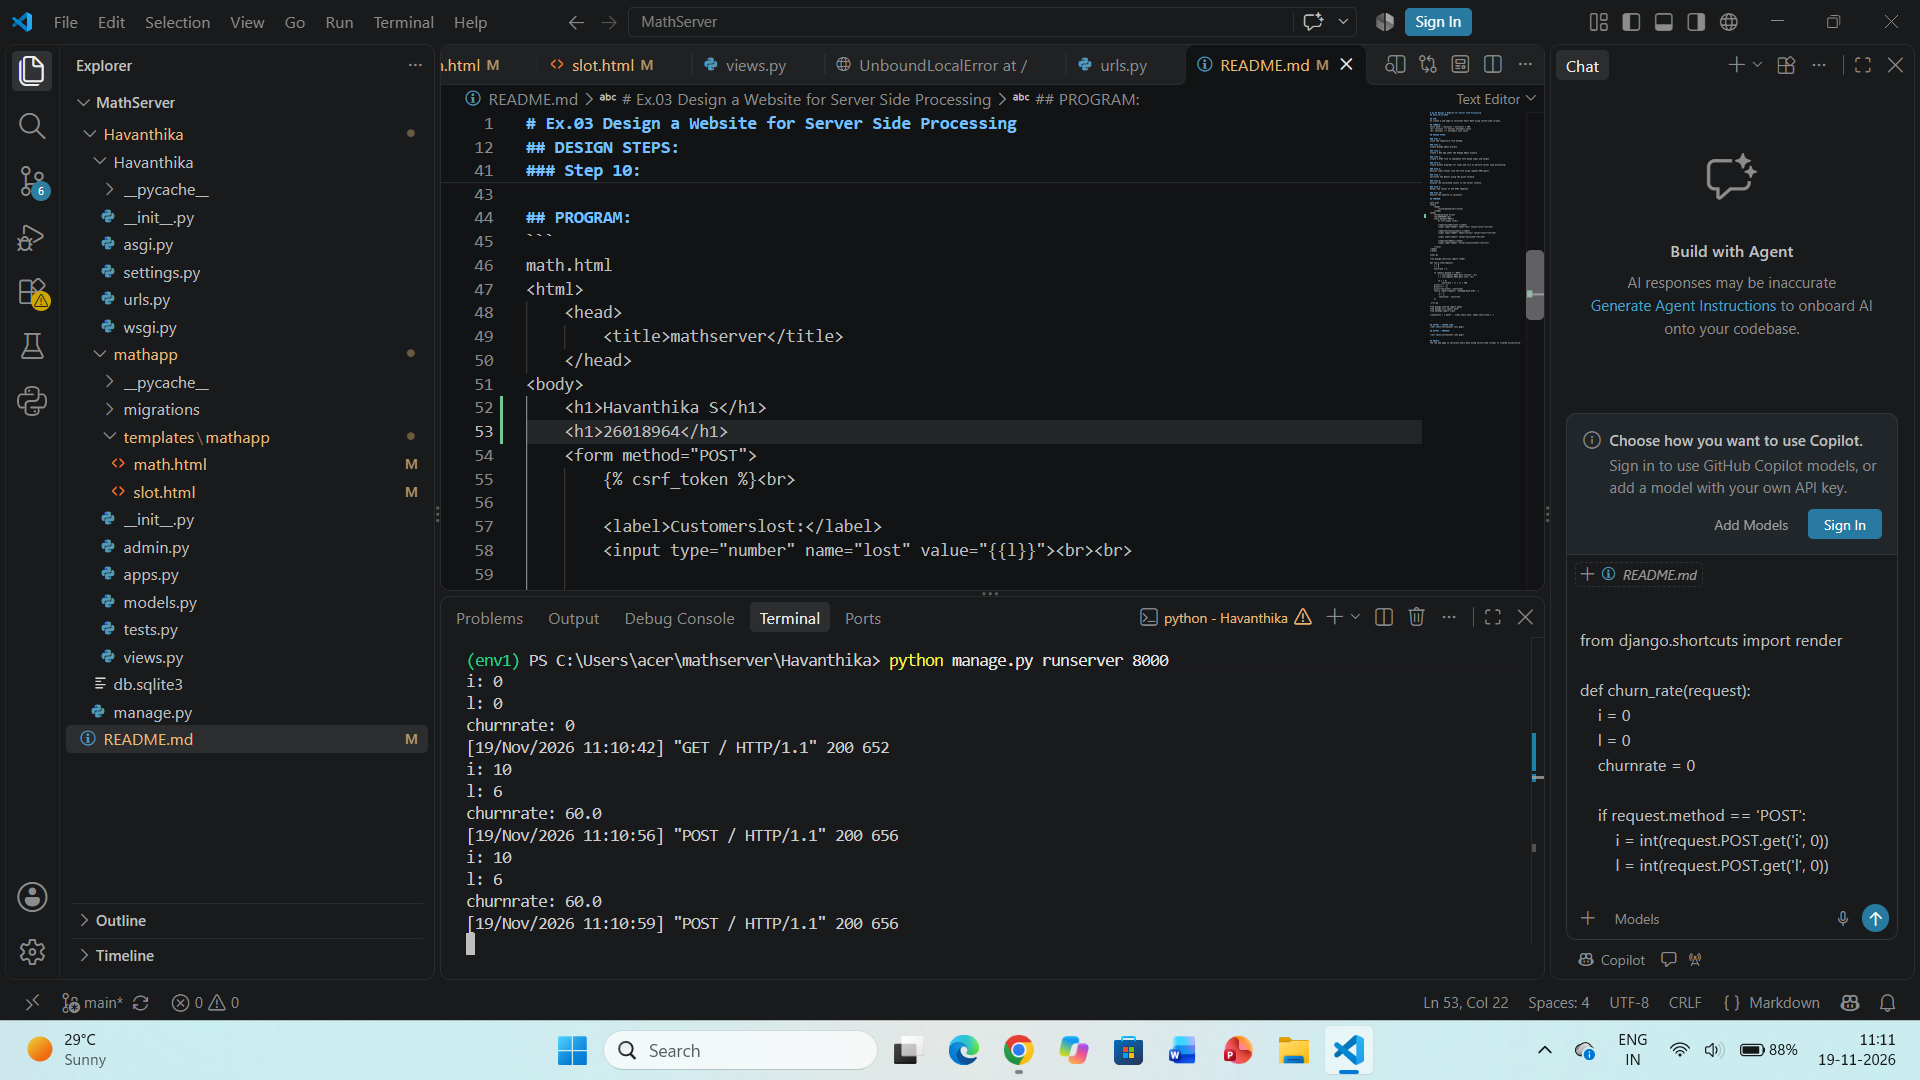 File Edit Selection View Go Run Terminal Help
MathServer
Sign In
Explorer
MathServer
Havanthika
Havanthika
__pycache__
__init__.py
asgi.py
settings.py
urls.py
wsgi.py
mathapp
__pycache__
migrations
templates\mathapp
math.html M
slot.html M
__init__.py
admin.py
apps.py
models.py
tests.py
views.py
db.sqlite3
manage.py
README.md M
Outline
Timeline
6
.html M
slot.html M
views.py
UnboundLocalError at /
urls.py
README.md M
README.md > # Ex.03 Design a Website for Server Side Processing > ## PROGRAM:
Text Editor
1 # Ex.03 Design a Website for Server Side Processing
12 ## DESIGN STEPS:
41 ### Step 10:
43
44 ## PROGRAM:
45 ```
46 math.html
47 <html>
48 <head>
49 <title>mathserver</title>
50 </head>
51 <body>
52 <h1>Havanthika S</h1>
53 <h1>26018964</h1>
54 <form method="POST">
55 {% csrf_token %}<br>
56
57 <label>Customerslost:</label>
58 <input type="number" name="lost" value="{{l}}"><br><br>
59
Problems Output Debug Console Terminal Ports
python - Havanthika
(env1) PS C:\Users\acer\mathserver\Havanthika> python manage.py runserver 8000
i: 0
l: 0
churnrate: 0
[19/Nov/2026 11:10:42] "GET / HTTP/1.1" 200 652
i: 10
l: 6
churnrate: 60.0
[19/Nov/2026 11:10:56] "POST / HTTP/1.1" 200 656
i: 10
l: 6
churnrate: 60.0
[19/Nov/2026 11:10:59] "POST / HTTP/1.1" 200 656
Chat
Build with Agent
AI responses may be inaccurate
Generate Agent Instructions to onboard AI
onto your codebase.
Choose how you want to use Copilot.
Sign in to use GitHub Copilot models, or
add a model with your own API key.
Add Models Sign In
README.md
from django.shortcuts import render
def churn_rate(request):
i = 0
l = 0
churnrate = 0
if request.method == 'POST':
i = int(request.POST.get('i', 0))
l = int(request.POST.get('l', 0))
Models
Copilot
main* 0 0
Ln 53, Col 22 Spaces: 4 UTF-8 CRLF { } Markdown
29°C
Sunny
Search
ENG
IN
88%
11:11
19-11-2026